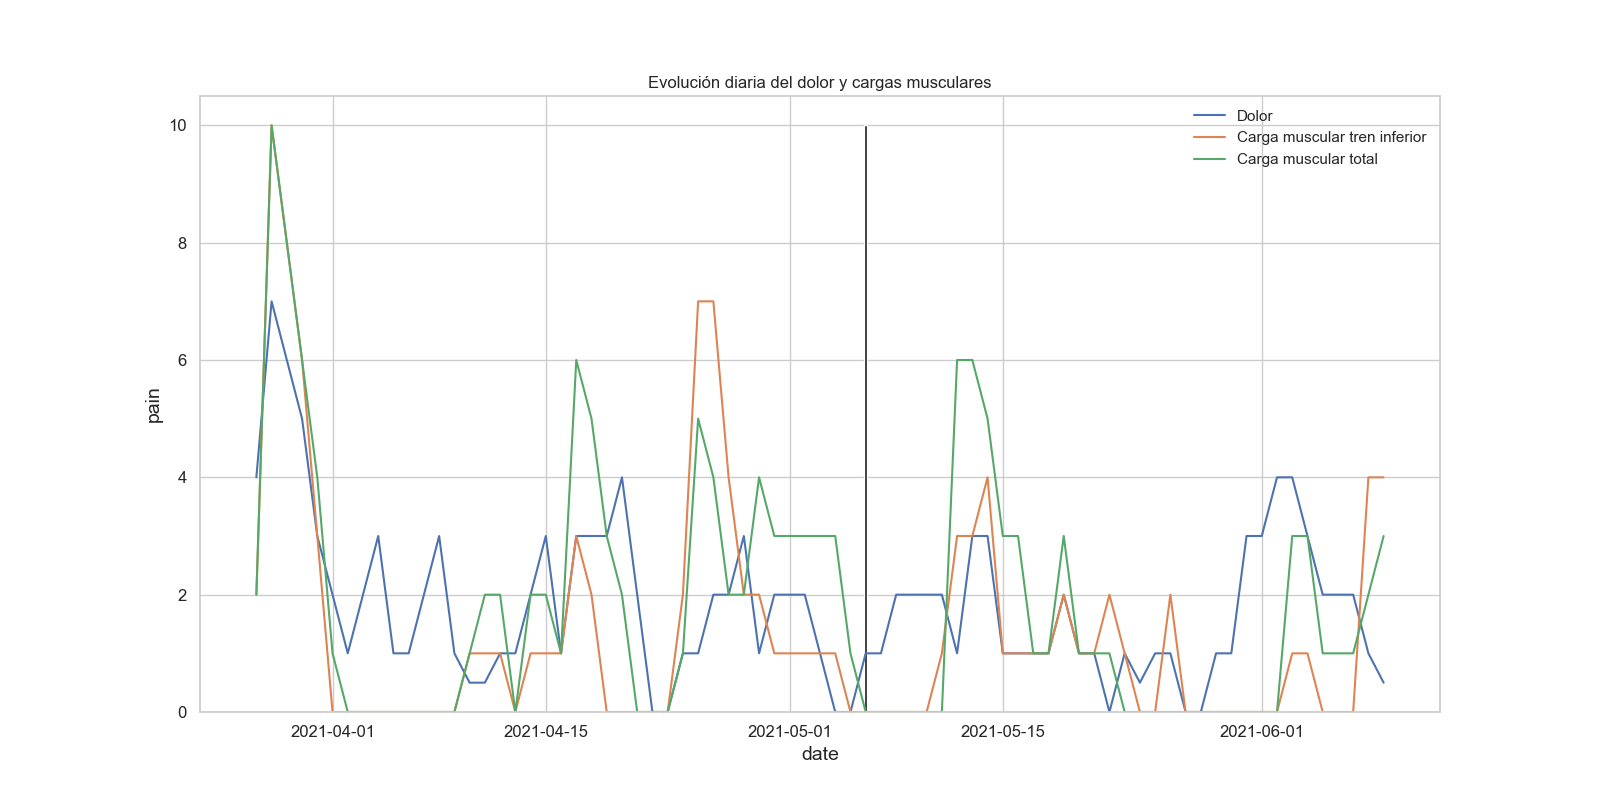 Evolución diaria del dolor y cargas musculares
Dolor
Carga muscular tren inferior
Carga muscular total
pain
10
8
6
4
2
0
2021-04-01
2021-04-15
2021-05-01
2021-05-15
2021-06-01
date